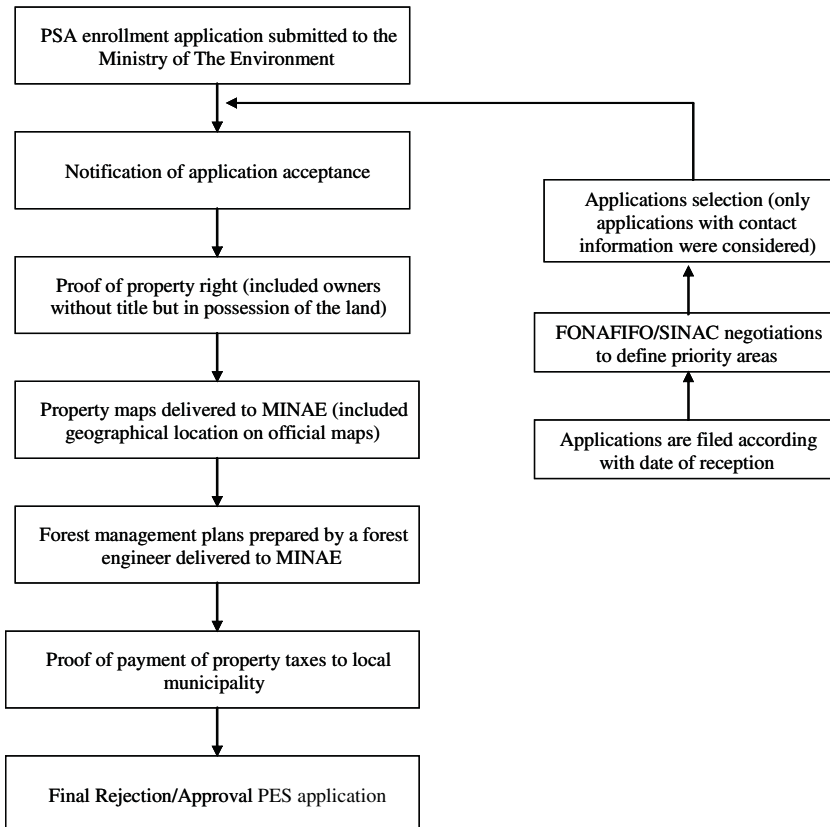 PSA enrollment application submitted to the
Ministry of The Environment
Notification of application acceptance
Proof of property right (included owners
without title but in possession of the land)
Property maps delivered to MINAE (included
geographical location on official maps)
Forest management plans prepared by a forest
engineer delivered to MINAE
Proof of payment of property taxes to local
municipality
Final Rejection/Approval PES application
Applications selection (only
applications with contact
information were considered)
FONAFIFO/SINAC negotiations
to define priority areas
Applications are filed according
with date of reception